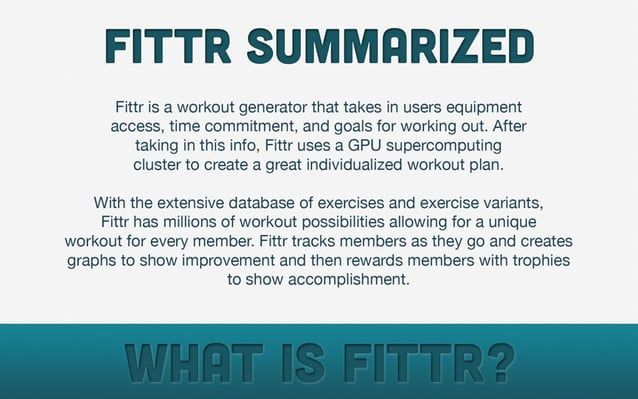 FITTR SUMMARIZED
Fittr is a workout generator that takes in users equipment
access, time commitment, and goals for working out. After
taking in this info, Fittr uses a GPU supercomputing
cluster to create a great individualized workout plan.
With the extensive database of exercises and exercise variants,
Fittr has millions of workout possibilities allowing for a unique
workout for every member. Fittr tracks members as they go and creates
graphs to show improvement and then rewards members with trophies
to show accomplishment.
WHAT IS FITTR?